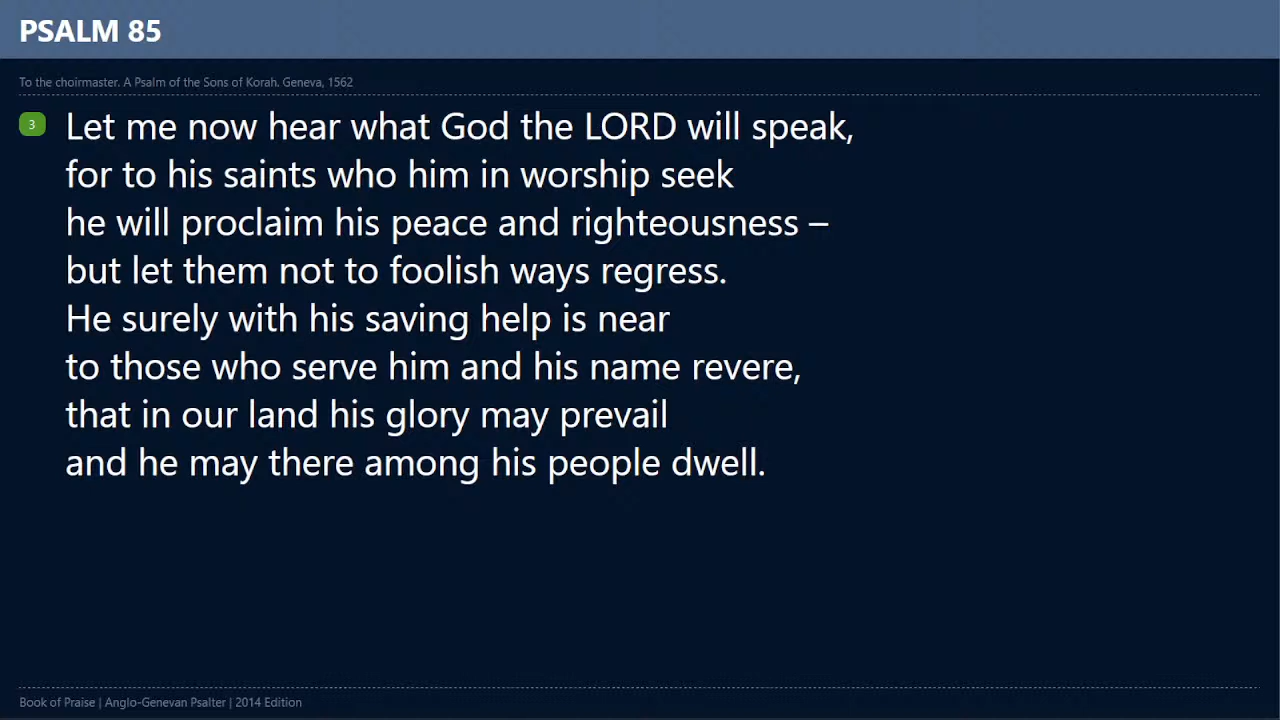 PSALM 85
To the choirmaster. A Psalm of the Sons of Korah. Geneva, 1562
3
Let me now hear what God the LORD will speak,
for to his saints who him in worship seek
he will proclaim his peace and righteousness –
but let them not to foolish ways regress.
He surely with his saving help is near
to those who serve him and his name revere,
that in our land his glory may prevail
and he may there among his people dwell.
Book of Praise | Anglo-Genevan Psalter | 2014 Edition